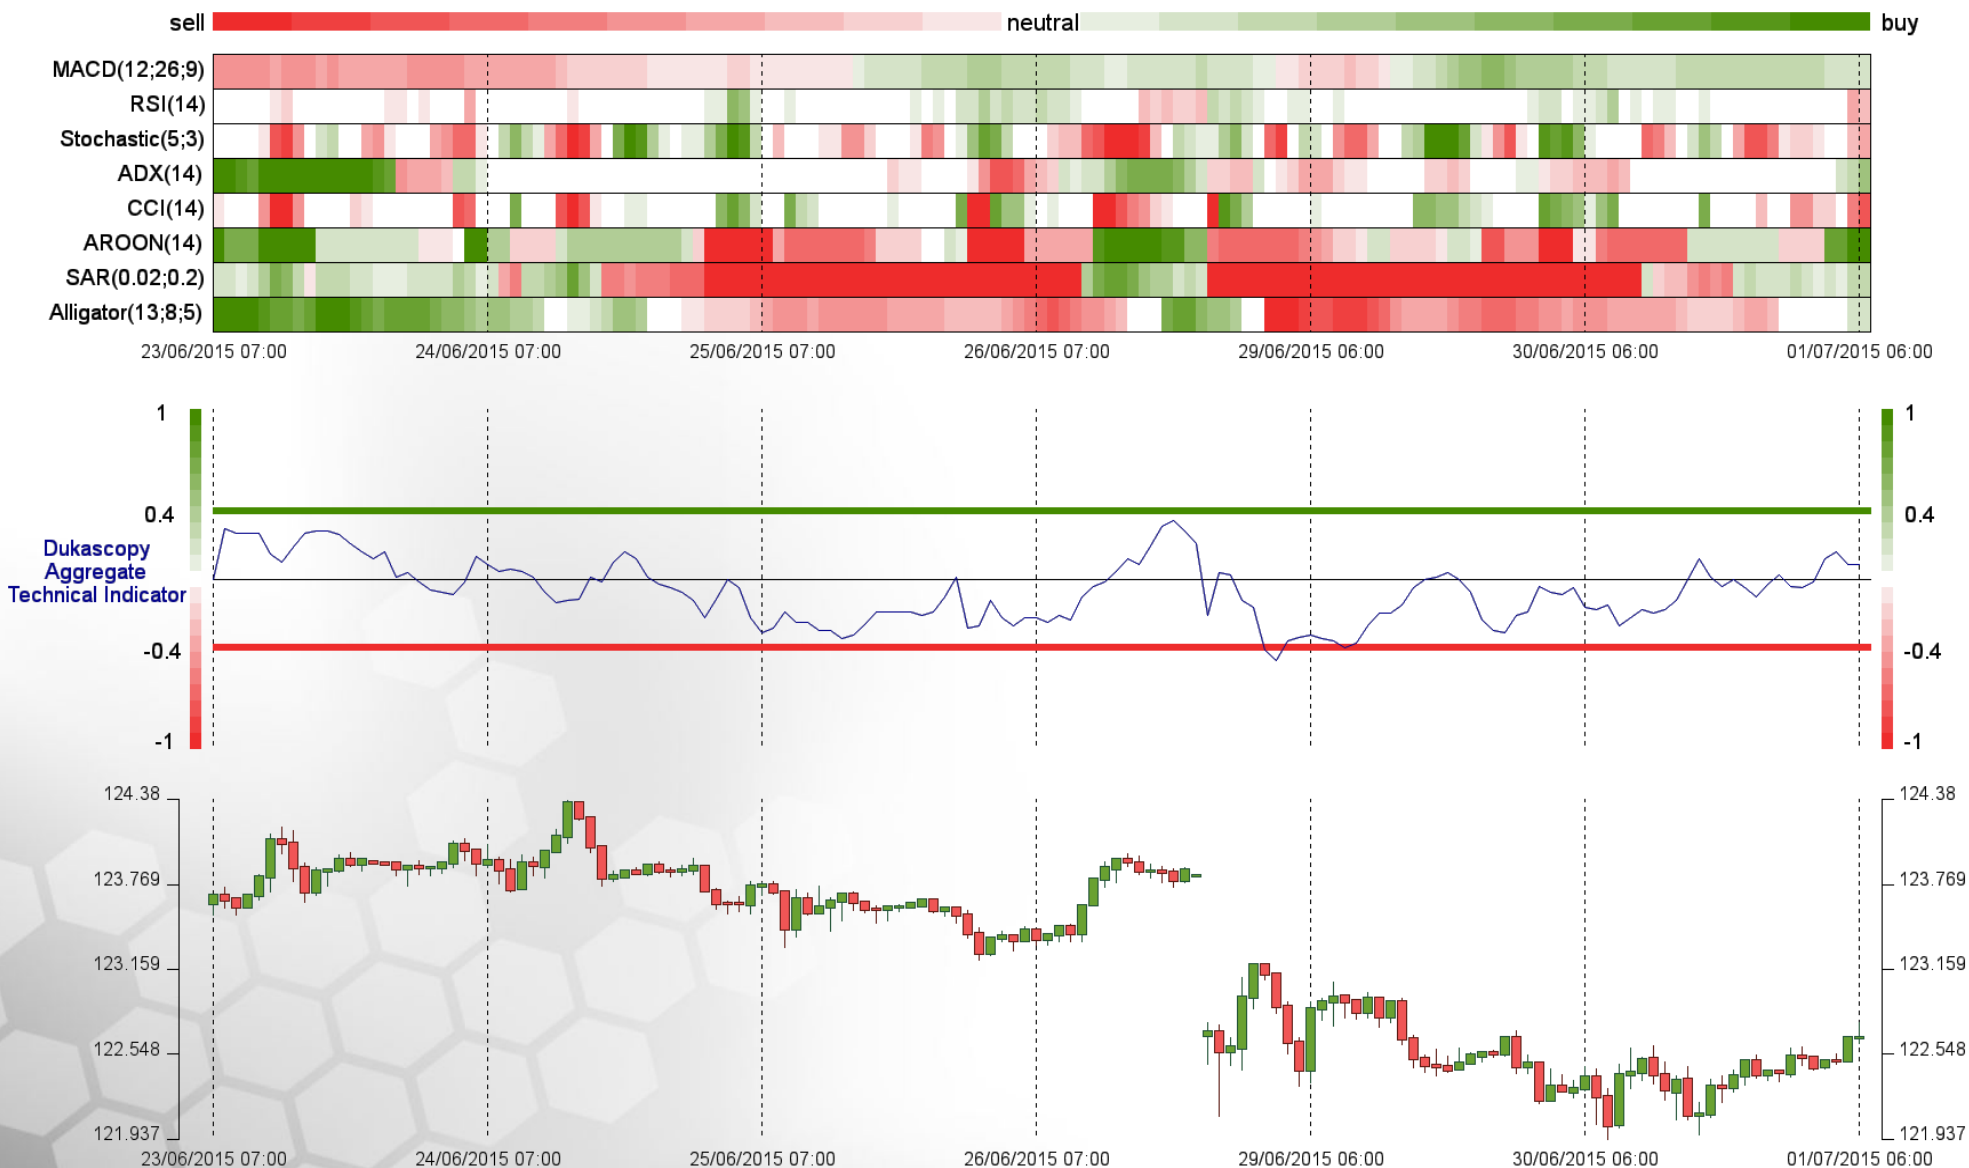 sell neutral buy
MACD(12;26;9)
RSI(14)
Stochastic(5;3)
ADX(14)
CCI(14)
AROON(14)
SAR(0.02;0.2)
Alligator(13;8;5)
23/06/2015 07:00 24/06/2015 07:00 25/06/2015 07:00 26/06/2015 07:00 29/06/2015 06:00 30/06/2015 06:00 01/07/2015 06:00
1 1
0.4 0.4
Dukascopy
Aggregate
Technical Indicator
-0.4 -0.4
-1 -1
124.38 124.38
123.769 123.769
123.159 123.159
122.548 122.548
121.937 121.937
23/06/2015 07:00 24/06/2015 07:00 25/06/2015 07:00 26/06/2015 07:00 29/06/2015 06:00 30/06/2015 06:00 01/07/2015 06:00